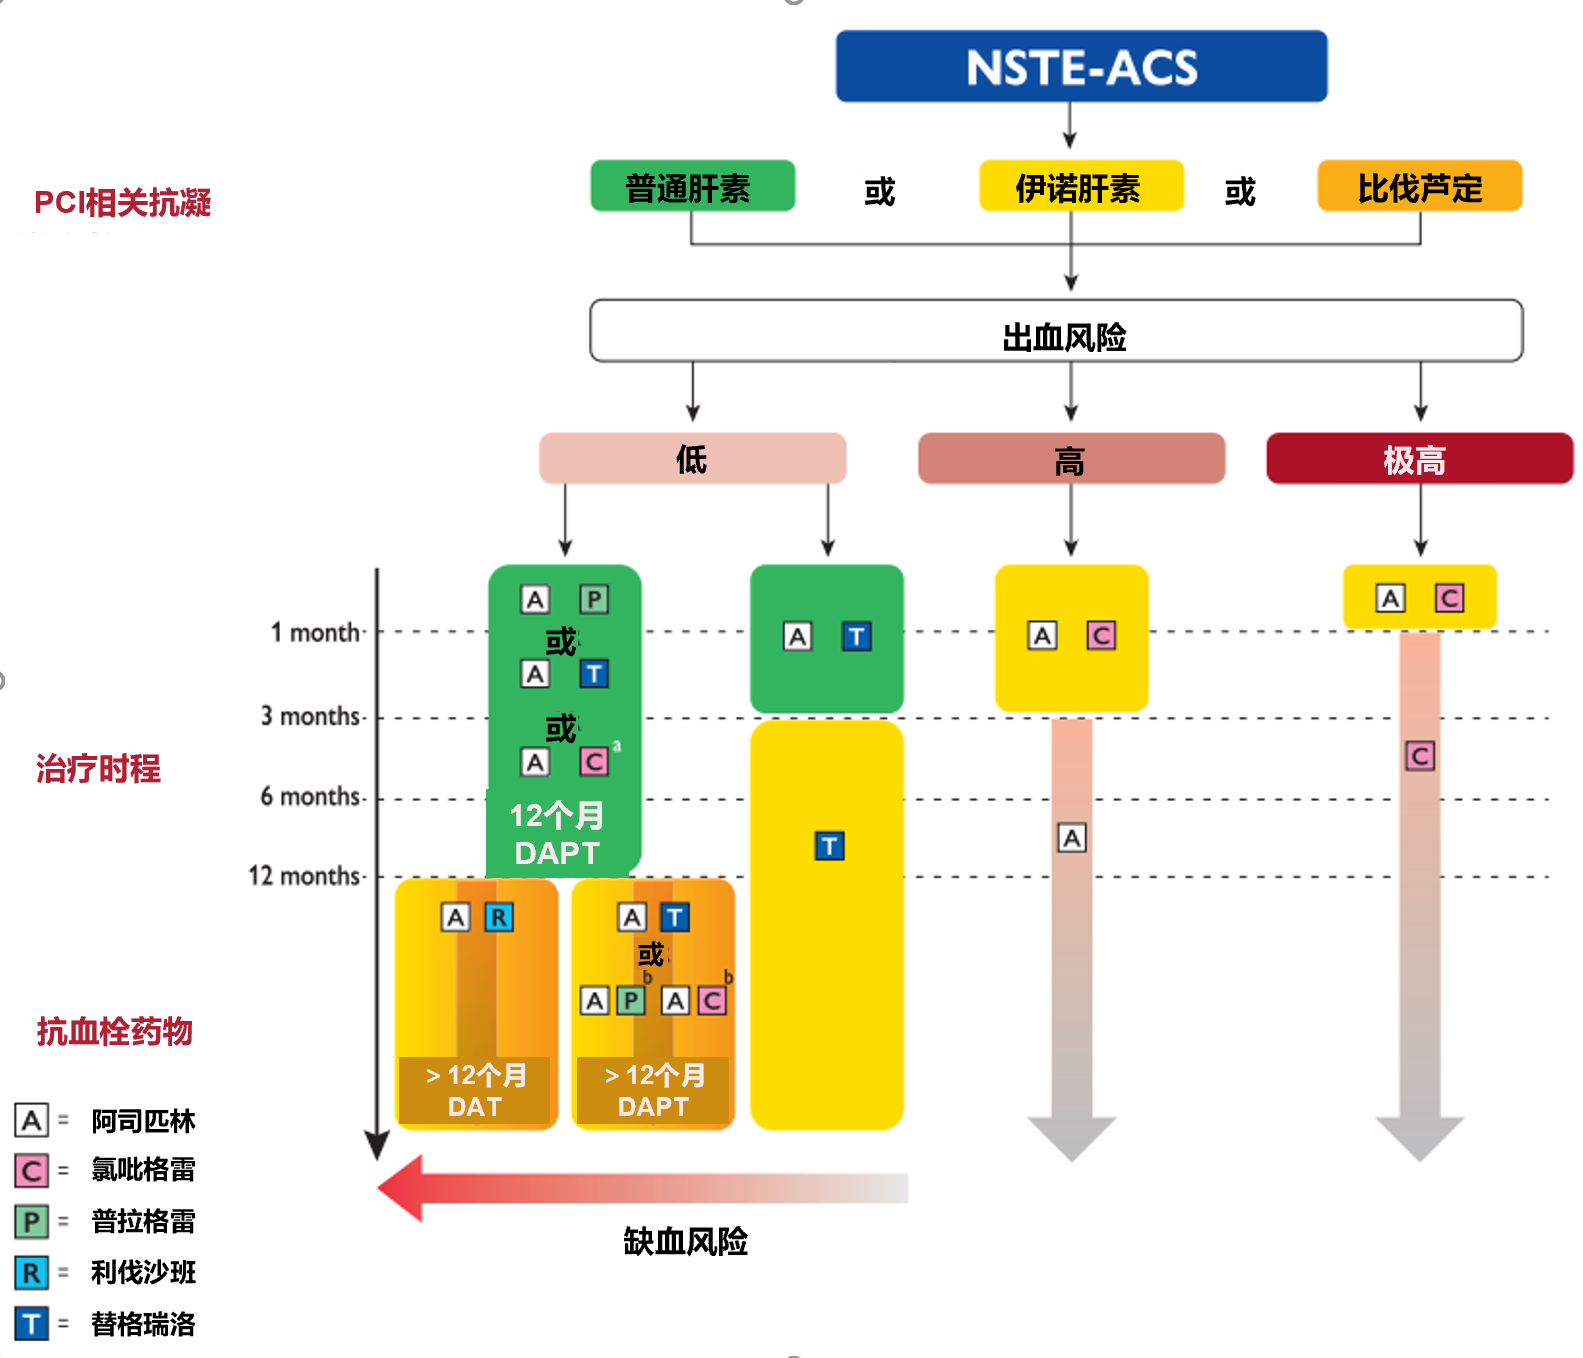 NSTE-ACS
PCI相关抗凝
普通肝素 或 伊诺肝素 或 比伐芦定
出血风险
低 高 极高
A P
1 month
或
A T
A T
A C
A C
3 months
或
A C a
C
治疗时程
6 months
12个月
DAPT
T
A
12 months
A R
A T
或
A P b A C b
抗血栓药物
> 12个月
DAT
> 12个月
DAPT
A = 阿司匹林
C = 氯吡格雷
P = 普拉格雷
R = 利伐沙班
T = 替格瑞洛
缺血风险